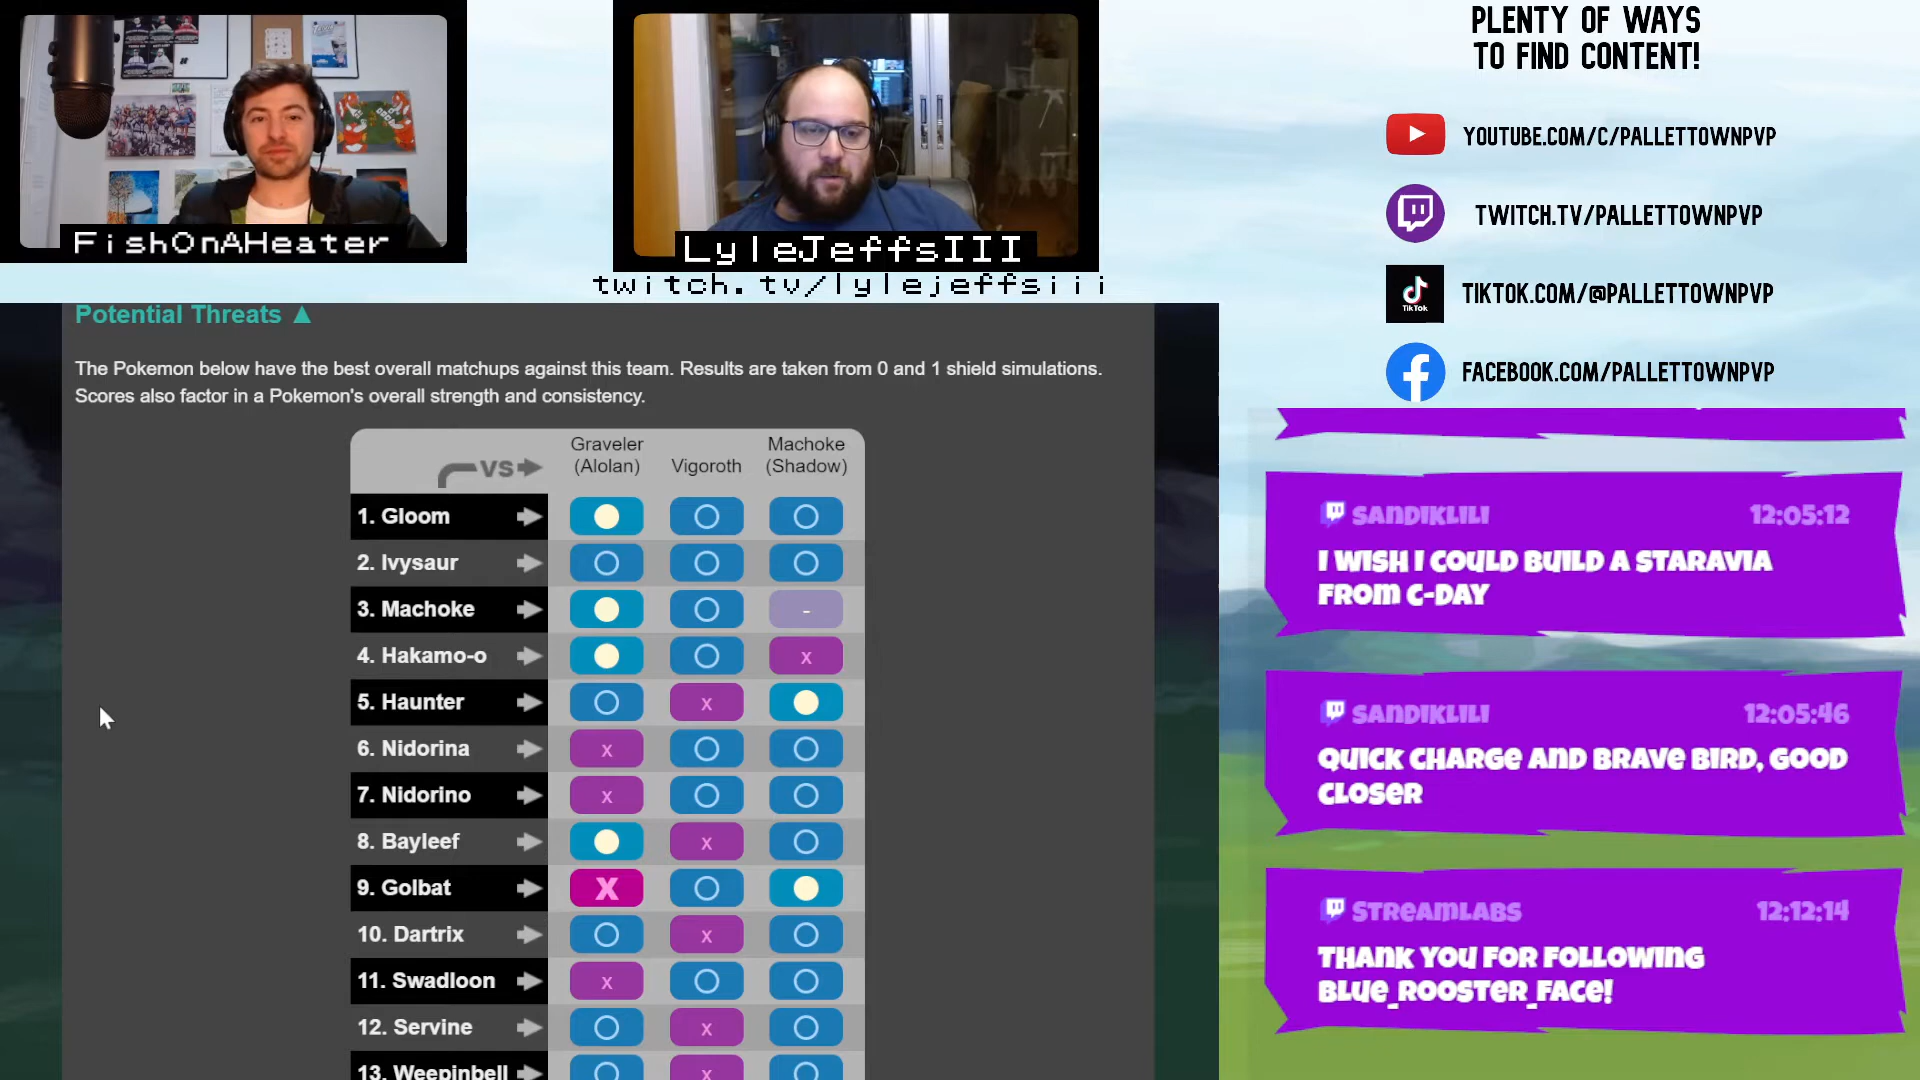 FishOnAHeater
LyleJeffsIII
twitch.tv/lylejeffsiii
PLENTY OF WAYS
TO FIND CONTENT!
YOUTUBE.COM/C/PALLETTOWNPVP
TWITCH.TV/PALLETTOWNPVP
TikTok
TIKTOK.COM/@PALLETTOWNPVP
FACEBOOK.COM/PALLETTOWNPVP
Potential Threats ▲
The Pokemon below have the best overall matchups against this team. Results are taken from 0 and 1 shield simulations.
Scores also factor in a Pokemon's overall strength and consistency.
VS
Graveler
(Alolan)
Vigoroth
Machoke
(Shadow)
1. Gloom
2. Ivysaur
3. Machoke -
4. Hakamo-o x
5. Haunter x
6. Nidorina x
7. Nidorino x
8. Bayleef x
9. Golbat X
10. Dartrix x
11. Swadloon x
12. Servine x
13. Weepinbell x
SANDIKLILI 12:05:12
I WISH I COULD BUILD A STARAVIA
FROM C-DAY
SANDIKLILI 12:05:46
QUICK CHARGE AND BRAVE BIRD, GOOD
CLOSER
STREAMLABS 12:12:14
THANK YOU FOR FOLLOWING
BLUE_ROOSTER_FACE!